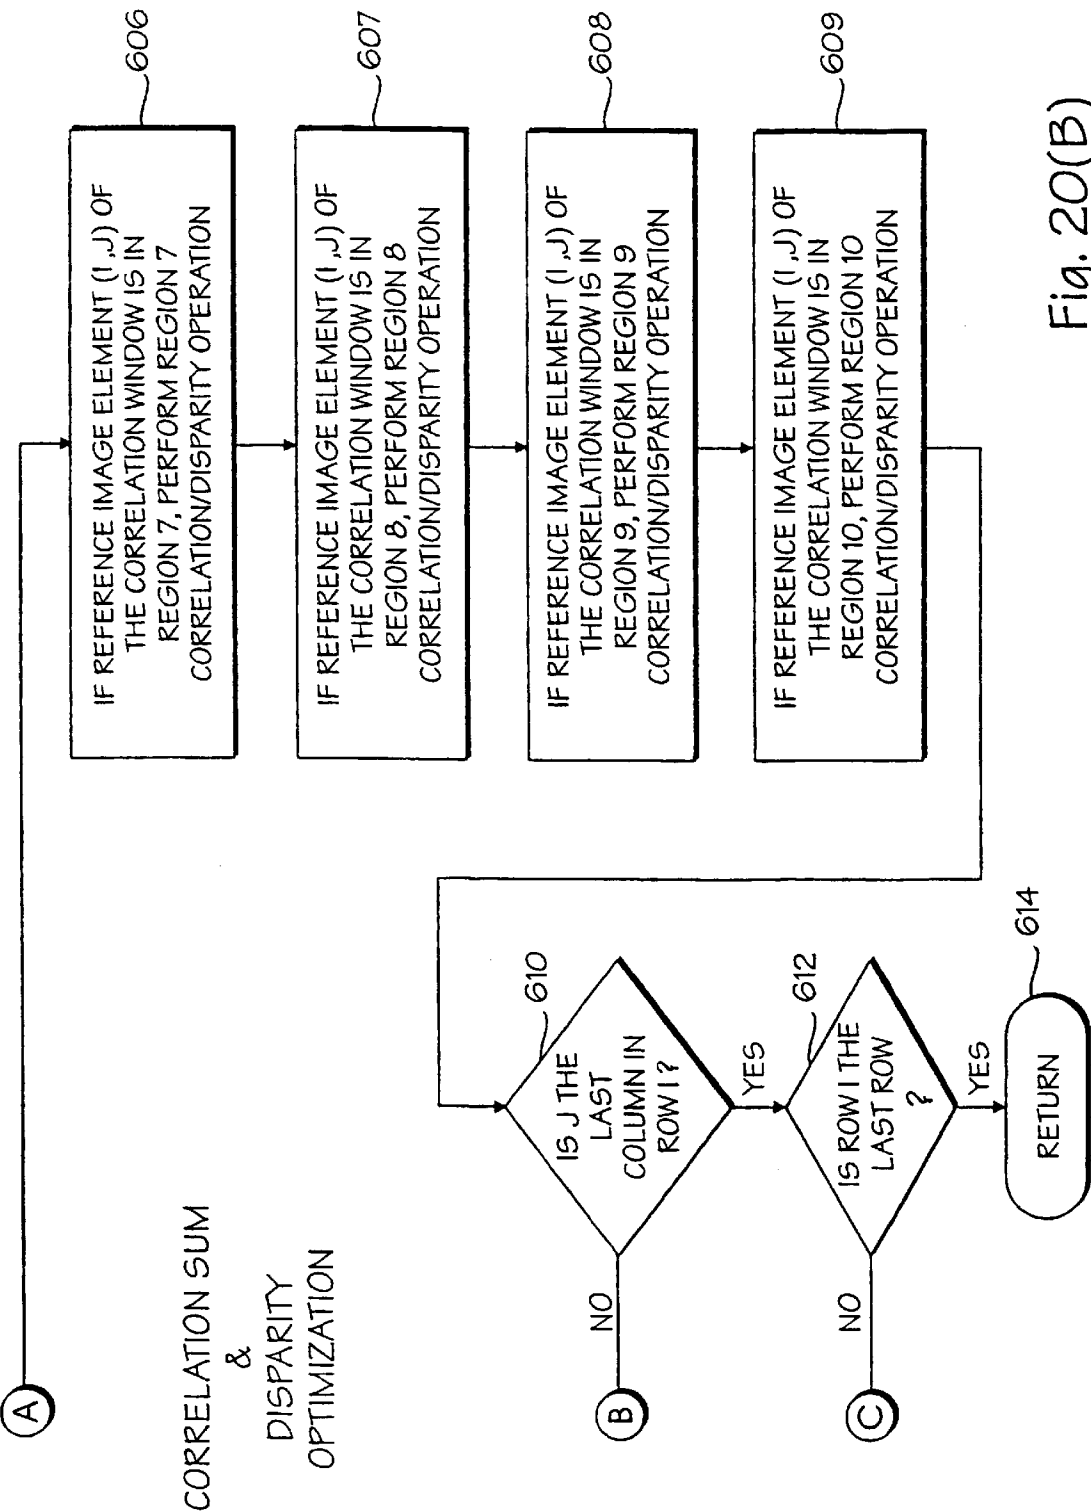 A
CORRELATION SUM
&
DISPARITY
OPTIMIZATION
606
IF REFERENCE IMAGE ELEMENT (I,J) OF
THE CORRELATION WINDOW IS IN
REGION 7, PERFORM REGION 7
CORRELATION/DISPARITY OPERATION
607
IF REFERENCE IMAGE ELEMENT (I,J) OF
THE CORRELATION WINDOW IS IN
REGION 8, PERFORM REGION 8
CORRELATION/DISPARITY OPERATION
608
IF REFERENCE IMAGE ELEMENT (I,J) OF
THE CORRELATION WINDOW IS IN
REGION 9, PERFORM REGION 9
CORRELATION/DISPARITY OPERATION
609
IF REFERENCE IMAGE ELEMENT (I,J) OF
THE CORRELATION WINDOW IS IN
REGION 10, PERFORM REGION 10
CORRELATION/DISPARITY OPERATION
610
IS J THE
LAST
COLUMN IN
ROW I?
NO
B
YES
612
IS ROW I THE
LAST ROW
?
NO
C
YES
614
RETURN
Fig. 20(B)